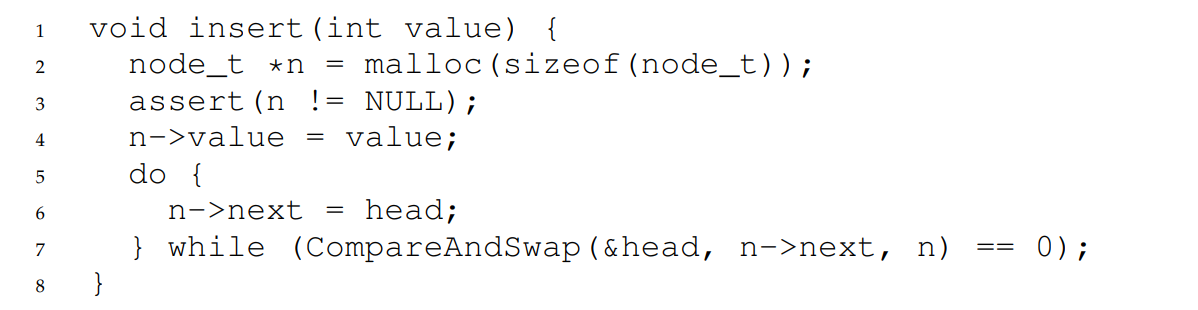 1 void insert(int value) {
2 node_t *n = malloc(sizeof(node_t));
3 assert(n != NULL);
4 n->value = value;
5 do {
6 n->next = head;
7 } while (CompareAndSwap(&head, n->next, n) == 0);
8 }